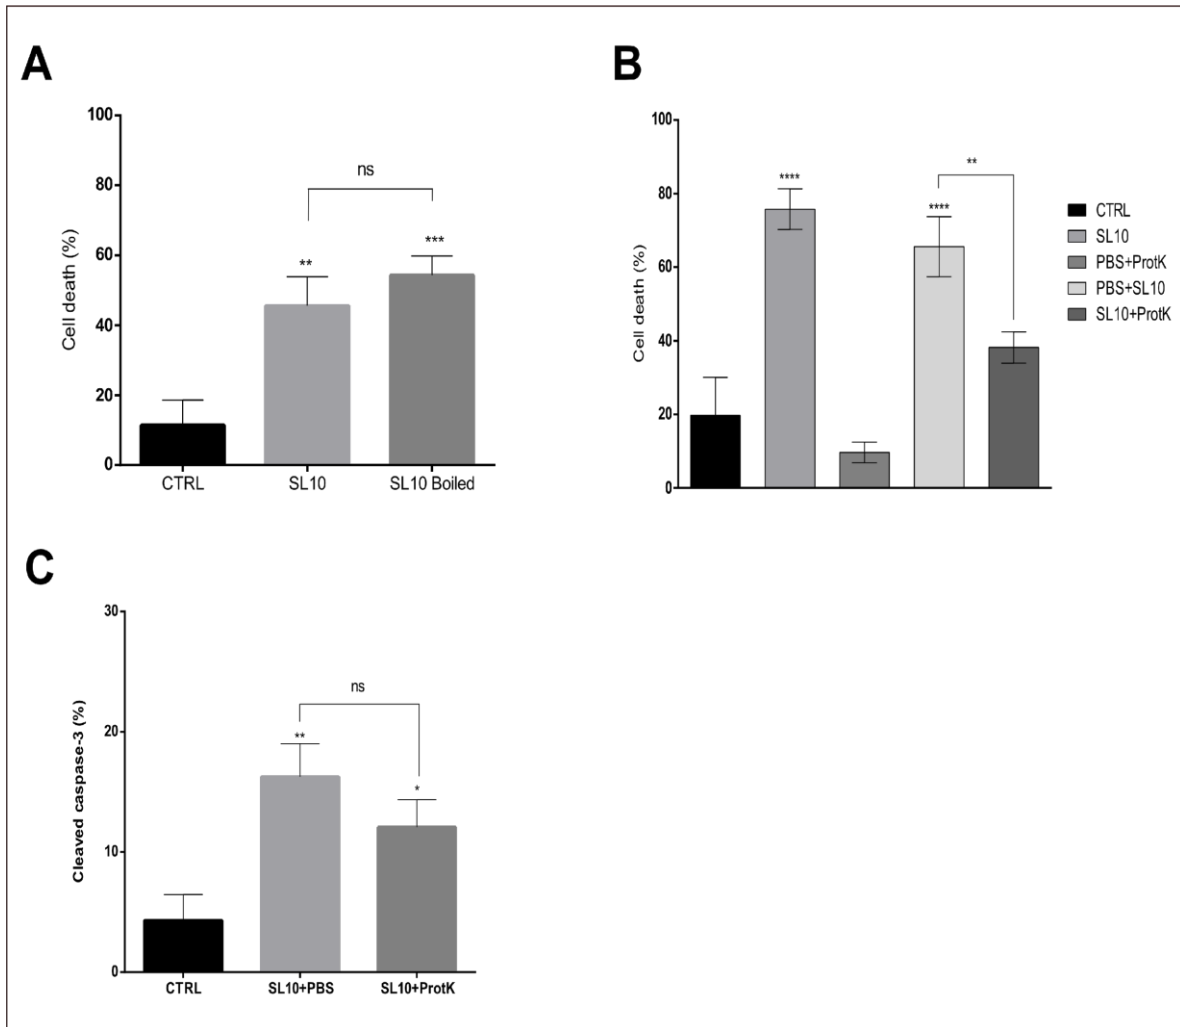 A
100
80
60
40
20
0
Cell death (%)
ns
**
***
CTRL
SL10
SL10 Boiled
B
100
80
60
40
20
0
Cell death (%)
****
****
**
CTRL
SL10
PBS+ProtK
PBS+SL10
SL10+ProtK
C
30
20
10
0
Cleaved caspase-3 (%)
ns
**
*
CTRL
SL10+PBS
SL10+ProtK